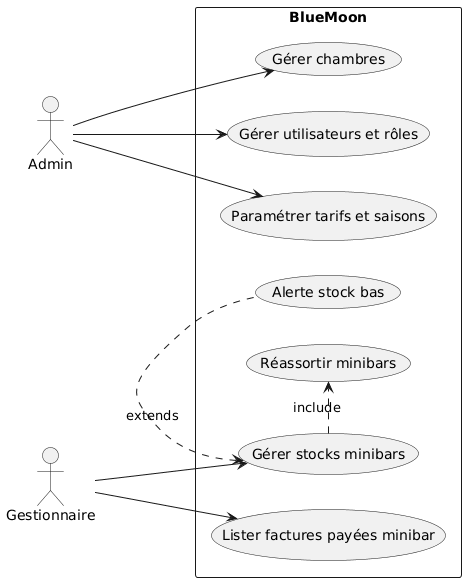 BlueMoon
Gérer chambres
Gérer utilisateurs et rôles
Admin
Paramétrer tarifs et saisons
Alerte stock bas
Réassortir minibars
include
extends
Gérer stocks minibars
Gestionnaire
Lister factures payées minibar